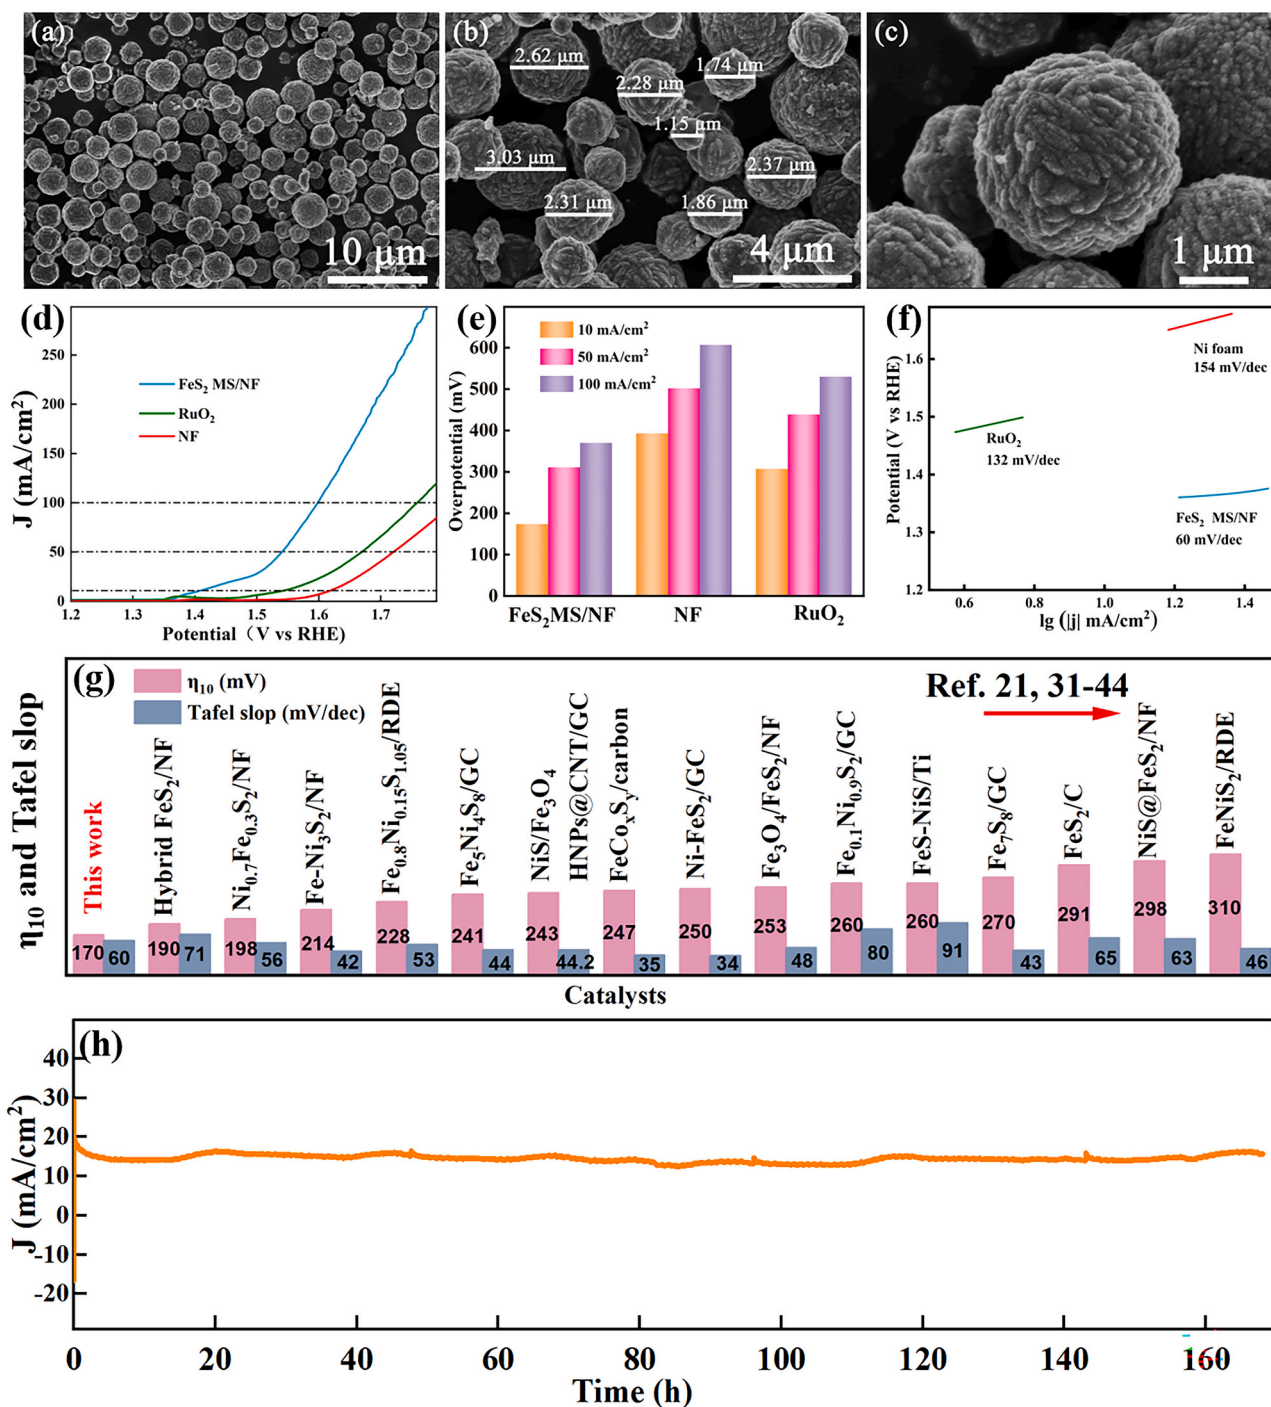 (a)
10 μm
(b)
2.62 μm
1.74 μm
2.28 μm
1.15 μm
3.03 μm
2.37 μm
2.31 μm
1.86 μm
4 μm
(c)
1 μm
(d)
250
200
150
100
50
0
J (mA/cm²)
FeS₂ MS/NF
RuO₂
NF
1.2 1.3 1.4 1.5 1.6 1.7
Potential（V vs RHE)
(e)
600
500
400
300
200
100
0
Overpotential (mV)
10 mA/cm²
50 mA/cm²
100 mA/cm²
FeS₂MS/NF NF RuO₂
(f)
1.6
1.5
1.4
1.3
1.2
Potential (V vs RHE)
Ni foam
154 mV/dec
RuO₂
132 mV/dec
FeS₂ MS/NF
60 mV/dec
0.6 0.8 1.0 1.2 1.4
lg (|j| mA/cm²)
(g)
η₁₀ (mV)
Tafel slop (mV/dec)
Ref. 21, 31-44
η₁₀ and Tafel slop
This work
Hybrid FeS₂/NF
Ni₀.₇Fe₀.₃S₂/NF
Fe-Ni₃S₂/NF
Fe₀.₈Ni₀.₁₅S₁.₀₅/RDE
Fe₅Ni₄S₈/GC
NiS/Fe₃O₄
HNPs@CNT/GC
FeCoₓSᵧ/carbon
Ni-FeS₂/GC
Fe₃O₄/FeS₂/NF
Fe₀.₁Ni₀.₉S₂/GC
FeS-NiS/Ti
Fe₇S₈/GC
FeS₂/C
NiS@FeS₂/NF
FeNiS₂/RDE
170 60 190 71 198 56 214 42 228 53 241 44 243 44.2 247 35 250 34 253 48 260 80 260 91 270 43 291 65 298 63 310 46
Catalysts
(h)
40
30
20
10
0
-10
-20
J (mA/cm²)
0 20 40 60 80 100 120 140 160
Time (h)